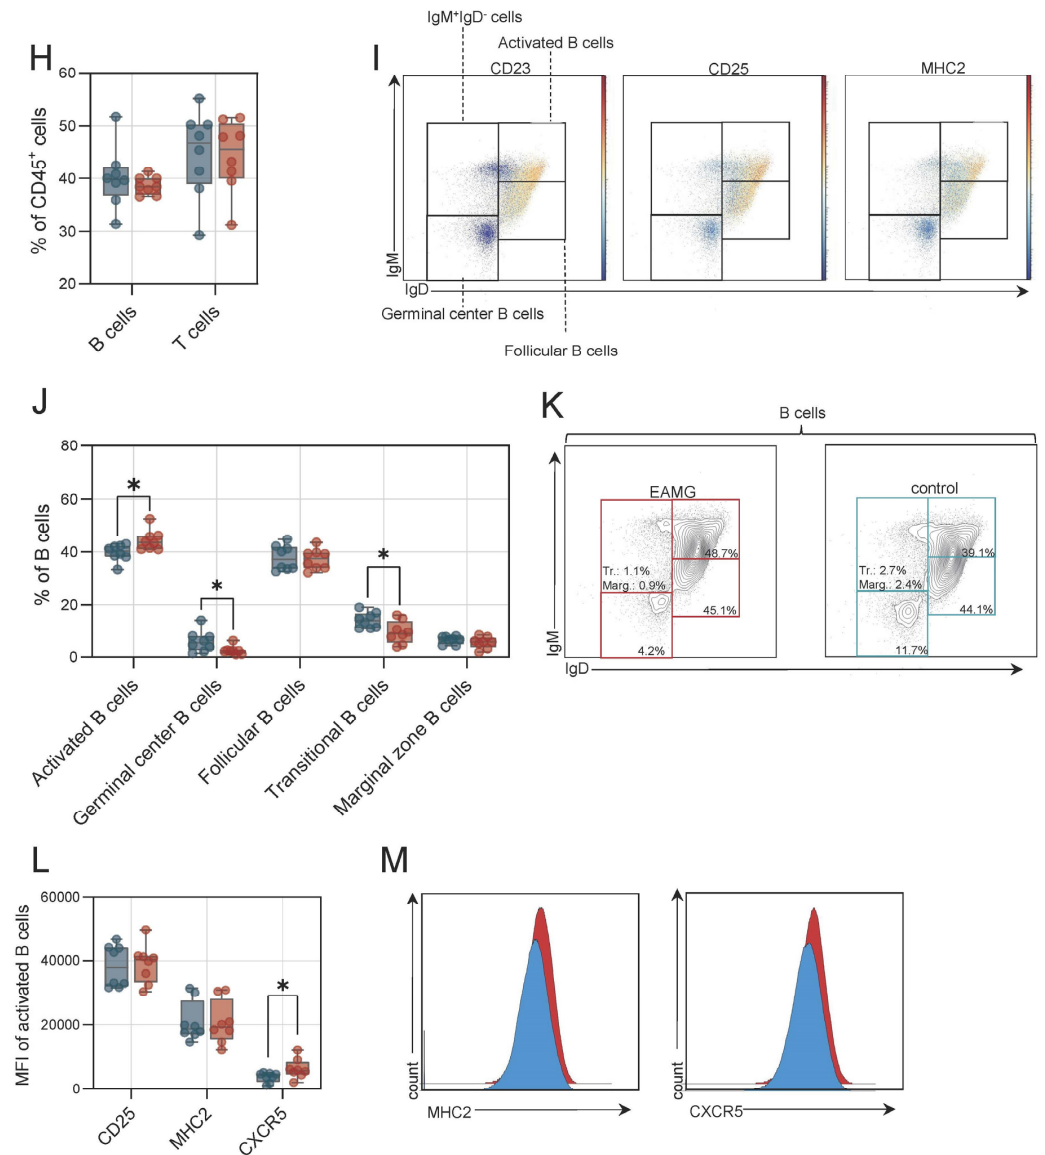 H
60
50
40
30
20
% of CD45+ cells
B cells
T cells
I
IgM+IgD- cells
Activated B cells
CD23
CD25
MHC2
IgM
IgD
Germinal center B cells
Follicular B cells
J
80
60
40
20
0
% of B cells
*
*
*
Activated B cells
Germinal center B cells
Follicular B cells
Transitional B cells
Marginal zone B cells
K
B cells
EAMG
48.7%
Tr.: 1.1%
Marg.: 0.9%
45.1%
4.2%
control
39.1%
Tr.: 2.7%
Marg.: 2.4%
44.1%
11.7%
IgM
IgD
L
60000
40000
20000
0
MFI of activated B cells
*
CD25
MHC2
CXCR5
M
count
MHC2
count
CXCR5